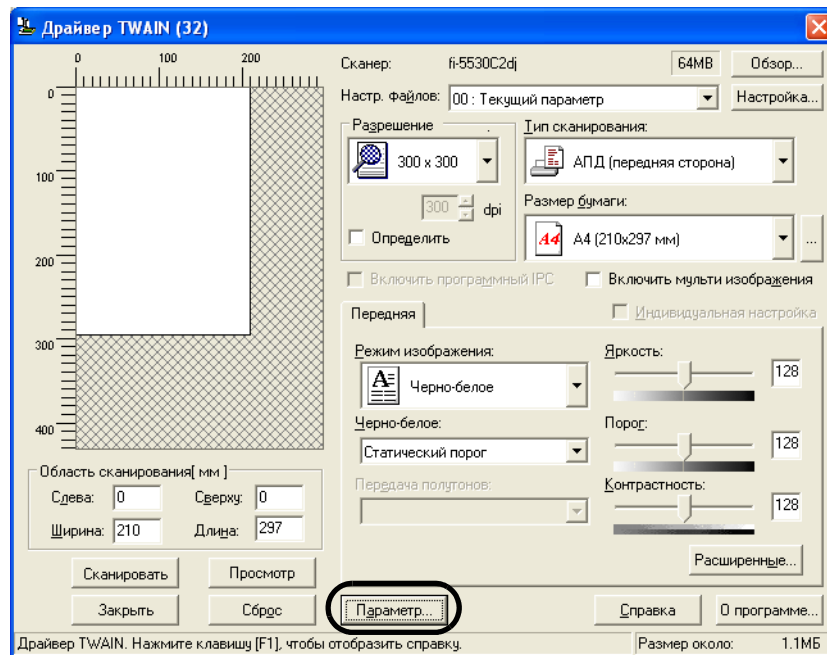 Драйвер TWAIN (32)
0 100 200
0
100
200
300
400
Сканер: fi-5530C2dj 64MB Обзор...
Настр. файлов: 00 : Текущий параметр Настройка...
Разрешение .
300 x 300
300 dpi
Определить
Тип сканирования:
АПД (передняя сторона)
Размер бумаги:
A4 A4 (210x297 мм) ...
Включить программный IPC Включить мульти изображения
Передняя Индивидуальная настройка
Режим изображения:
A Черно-белое
Черно-белое:
Статический порог
Передача полутонов:
Яркость:
128
Порог:
128
Контрастность:
128
Расширенные...
Область сканирования[ мм ]
Слева: 0 Сверху: 0
Ширина: 210 Длина: 297
Сканировать Просмотр
Закрыть Сброс Параметр... Справка О программе...
Драйвер TWAIN. Нажмите клавишу [F1], чтобы отобразить справку. Размер около: 1.1МБ